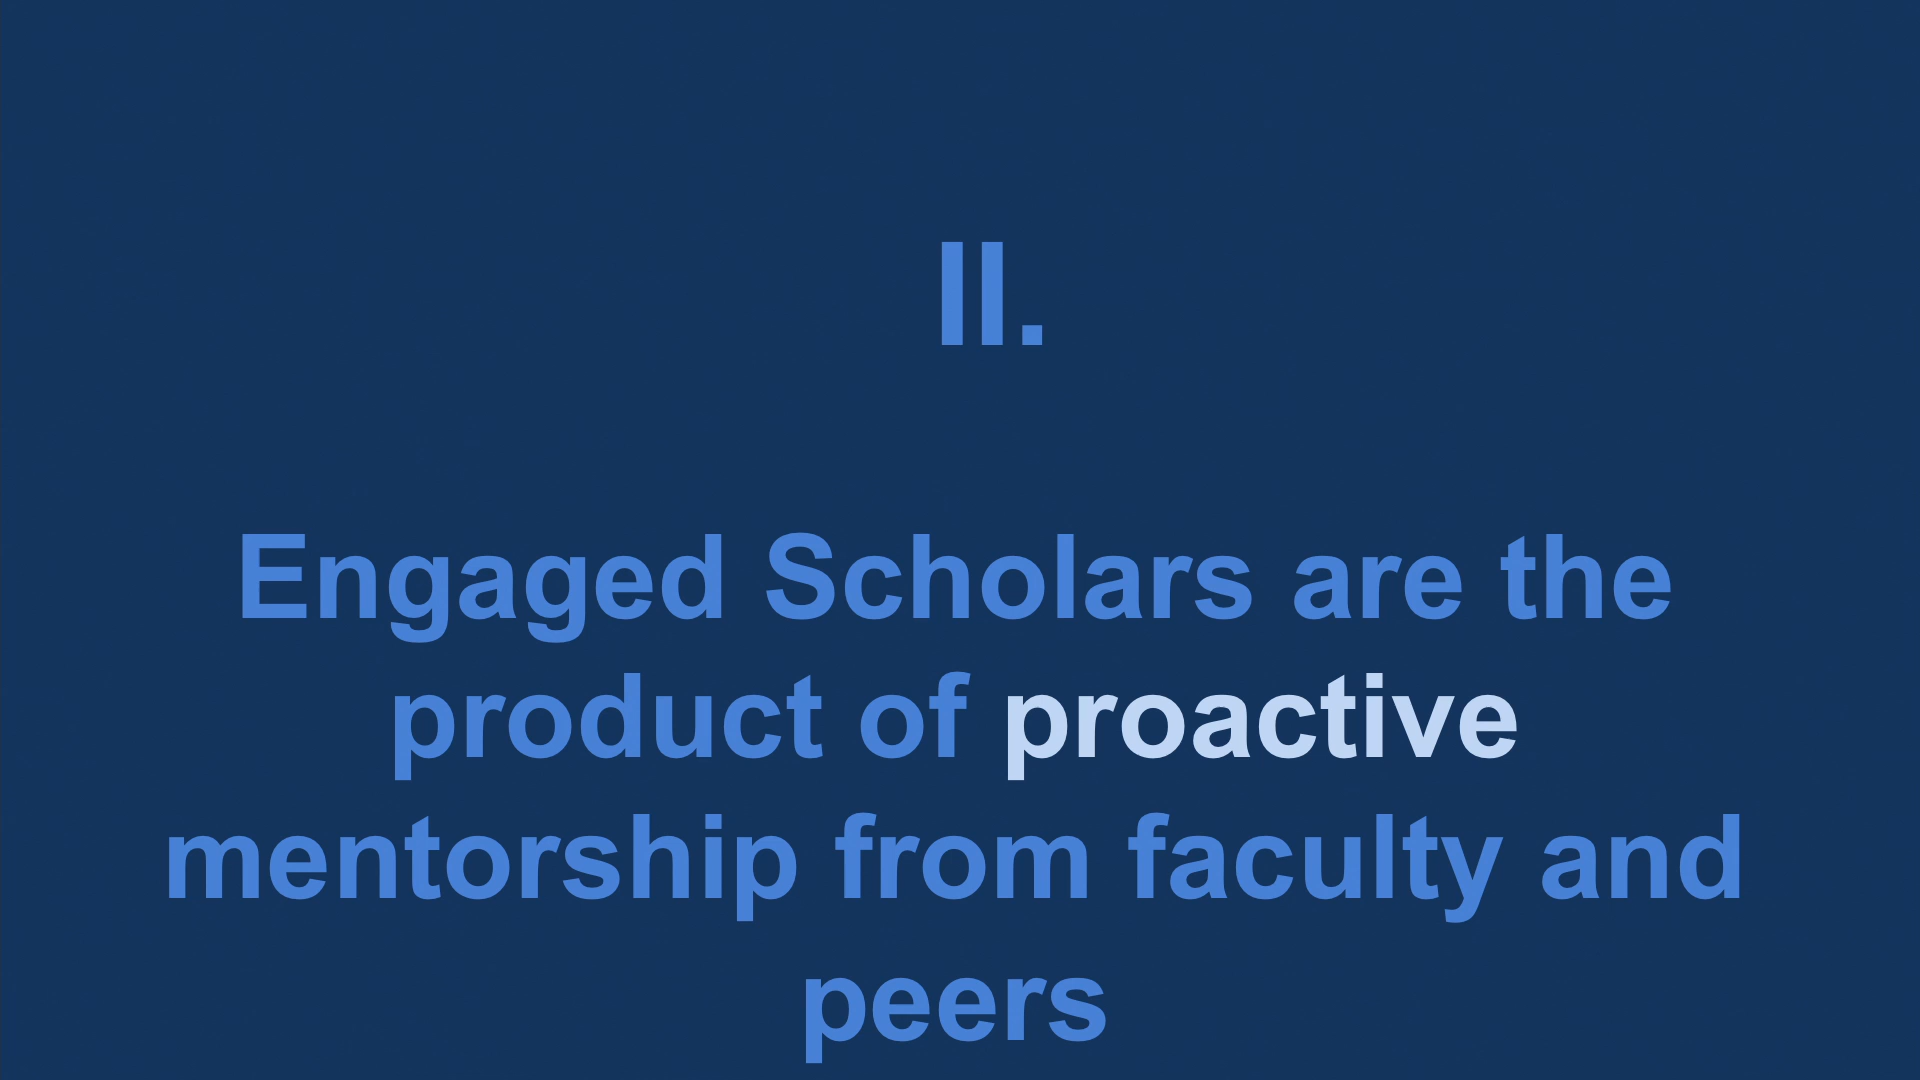 II.
Engaged Scholars are the
product of proactive
mentorship from faculty and
peers